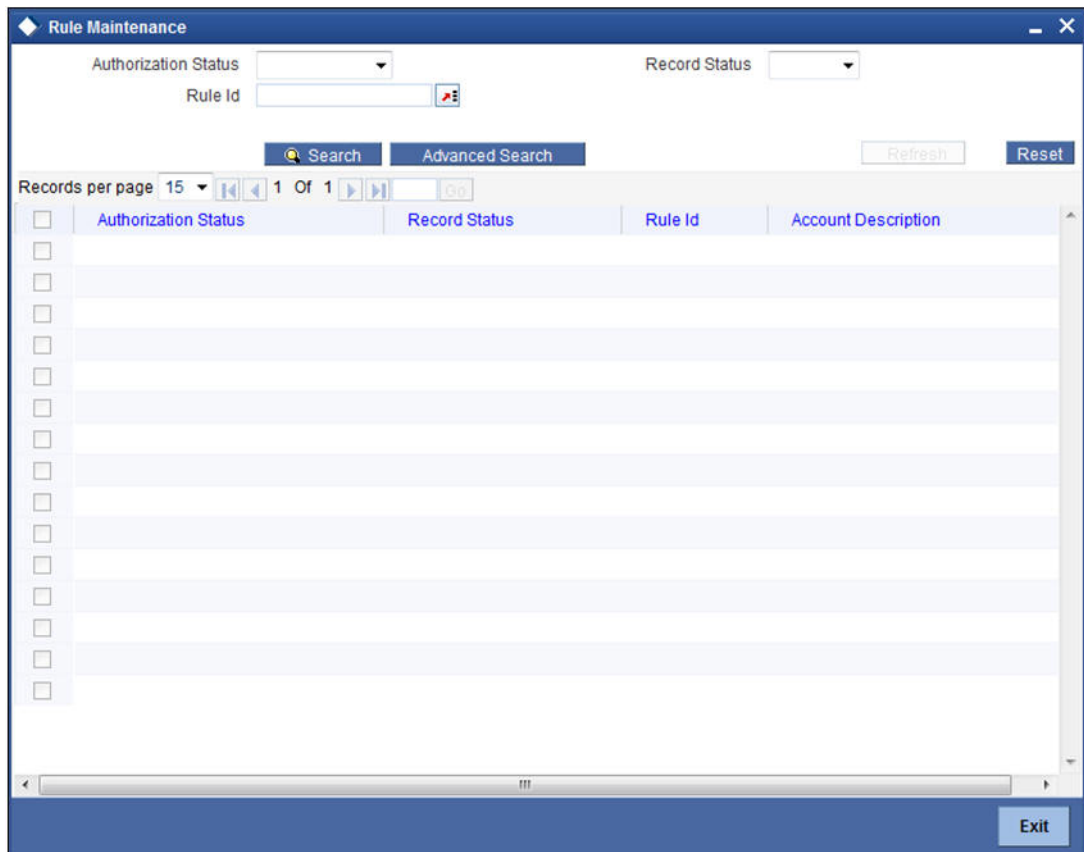 Rule Maintenance
Authorization Status Record Status
Rule Id
Search Advanced Search Refresh Reset
Records per page 15 1 Of 1 Go
Authorization Status Record Status Rule Id Account Description
Exit